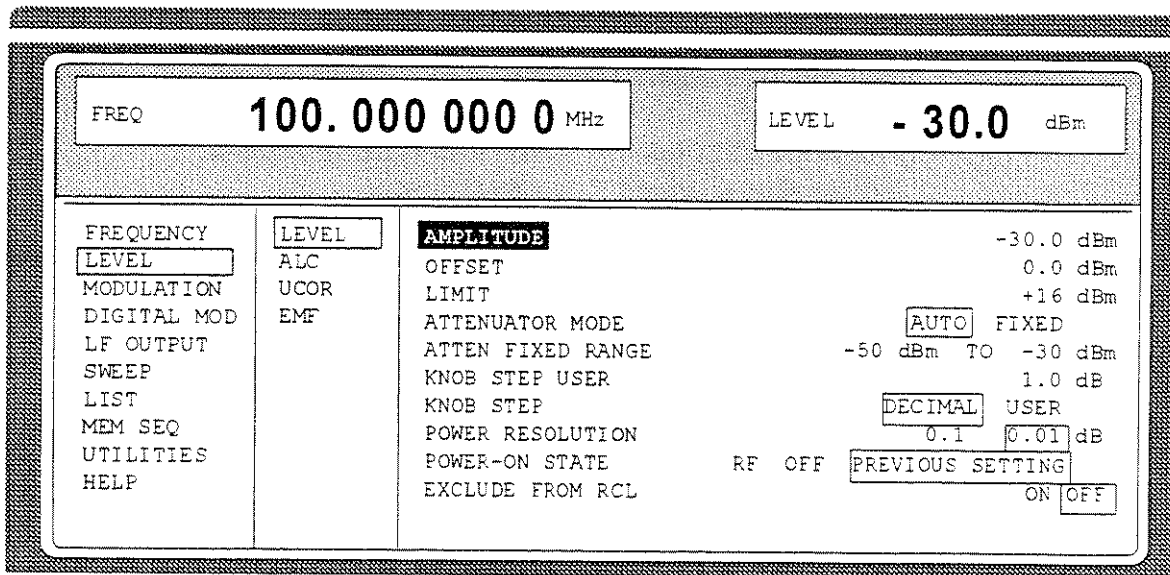 FREQ 100. 000 000 0 MHz LEVEL - 30.0 dBm
FREQUENCY
LEVEL
MODULATION
DIGITAL MOD
LF OUTPUT
SWEEP
LIST
MEM SEQ
UTILITIES
HELP
LEVEL
ALC
UCOR
EMF
AMPLITUDE -30.0 dBm
OFFSET 0.0 dBm
LIMIT +16 dBm
ATTENUATOR MODE AUTO FIXED
ATTEN FIXED RANGE -50 dBm TO -30 dBm
KNOB STEP USER 1.0 dB
KNOB STEP DECIMAL USER
POWER RESOLUTION 0.1 0.01 dB
POWER-ON STATE RF OFF PREVIOUS SETTING
EXCLUDE FROM RCL ON OFF